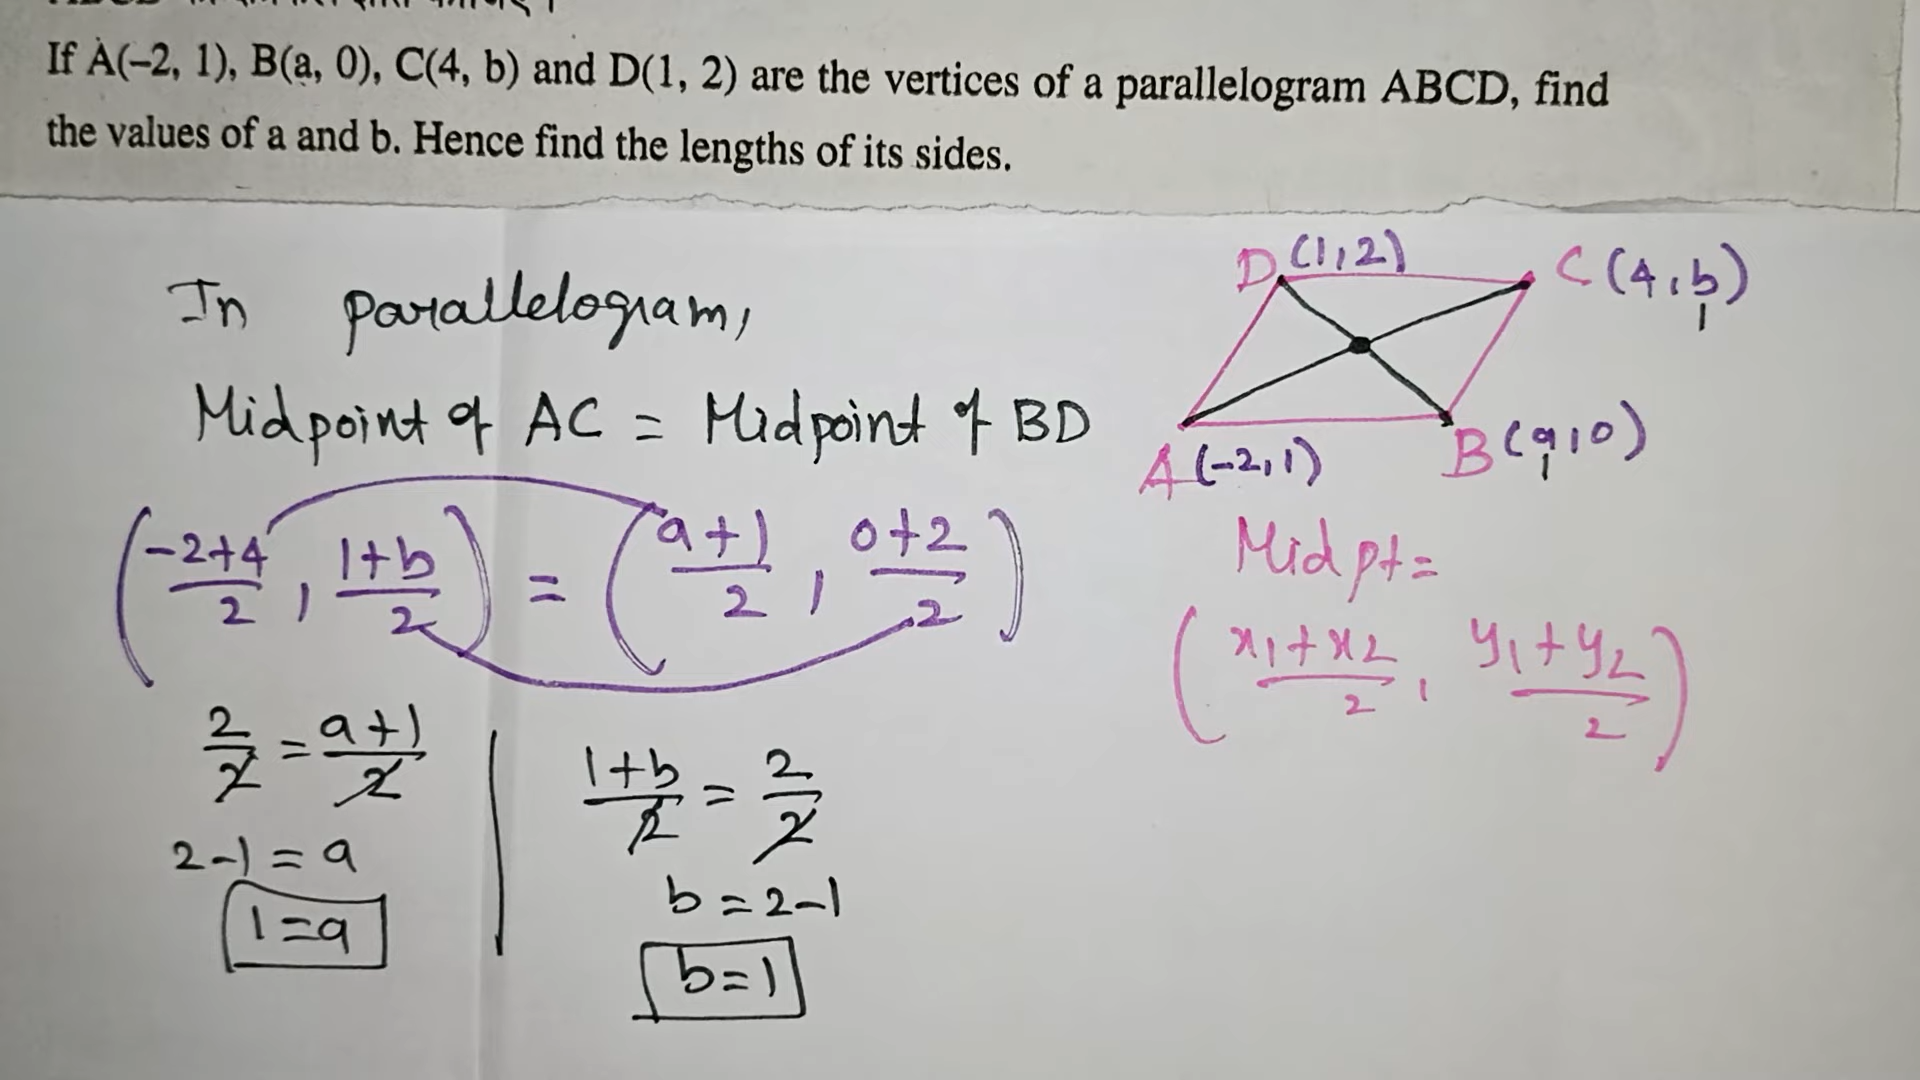 If A(–2, 1), B(a, 0), C(4, b) and D(1, 2) are the vertices of a parallelogram ABCD, find
the values of a and b. Hence find the lengths of its sides.
In parallelogram,
Midpoint of AC = Midpoint of BD
(-2+4/2, 1+b/2) = (a+1/2, 0+2/2)
2/2 = a+1/2
2-1 = a
1=a
1+b/2 = 2/2
b = 2-1
b=1
D(1,2)
C(4,b)
1
A(-2,1)
B(a,0)
1
Mid pt =
(x1+x2/2, y1+y2/2)